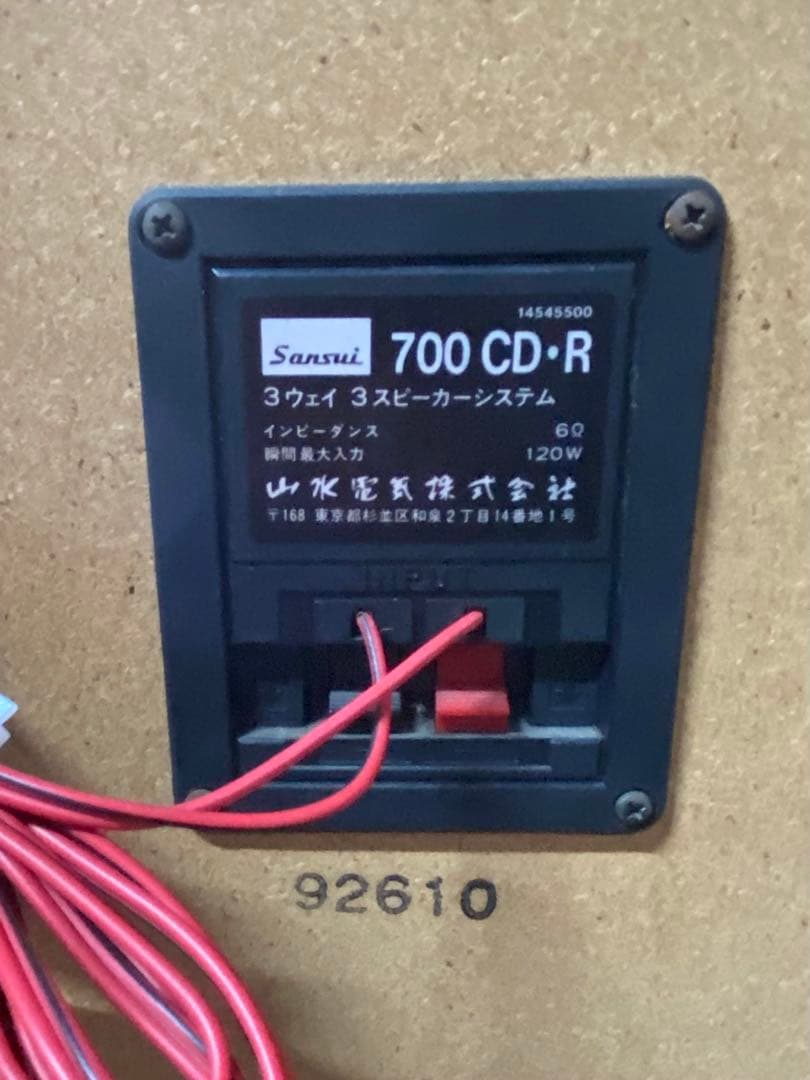 14545500
Sansui 700 CD・R
3ウェイ 3スピーカーシステム
インピーダンス 6Ω
瞬間最大入力 120W
山水電気株式会社
〒168 東京都杉並区和泉2丁目14番地1号
INPUT
92610